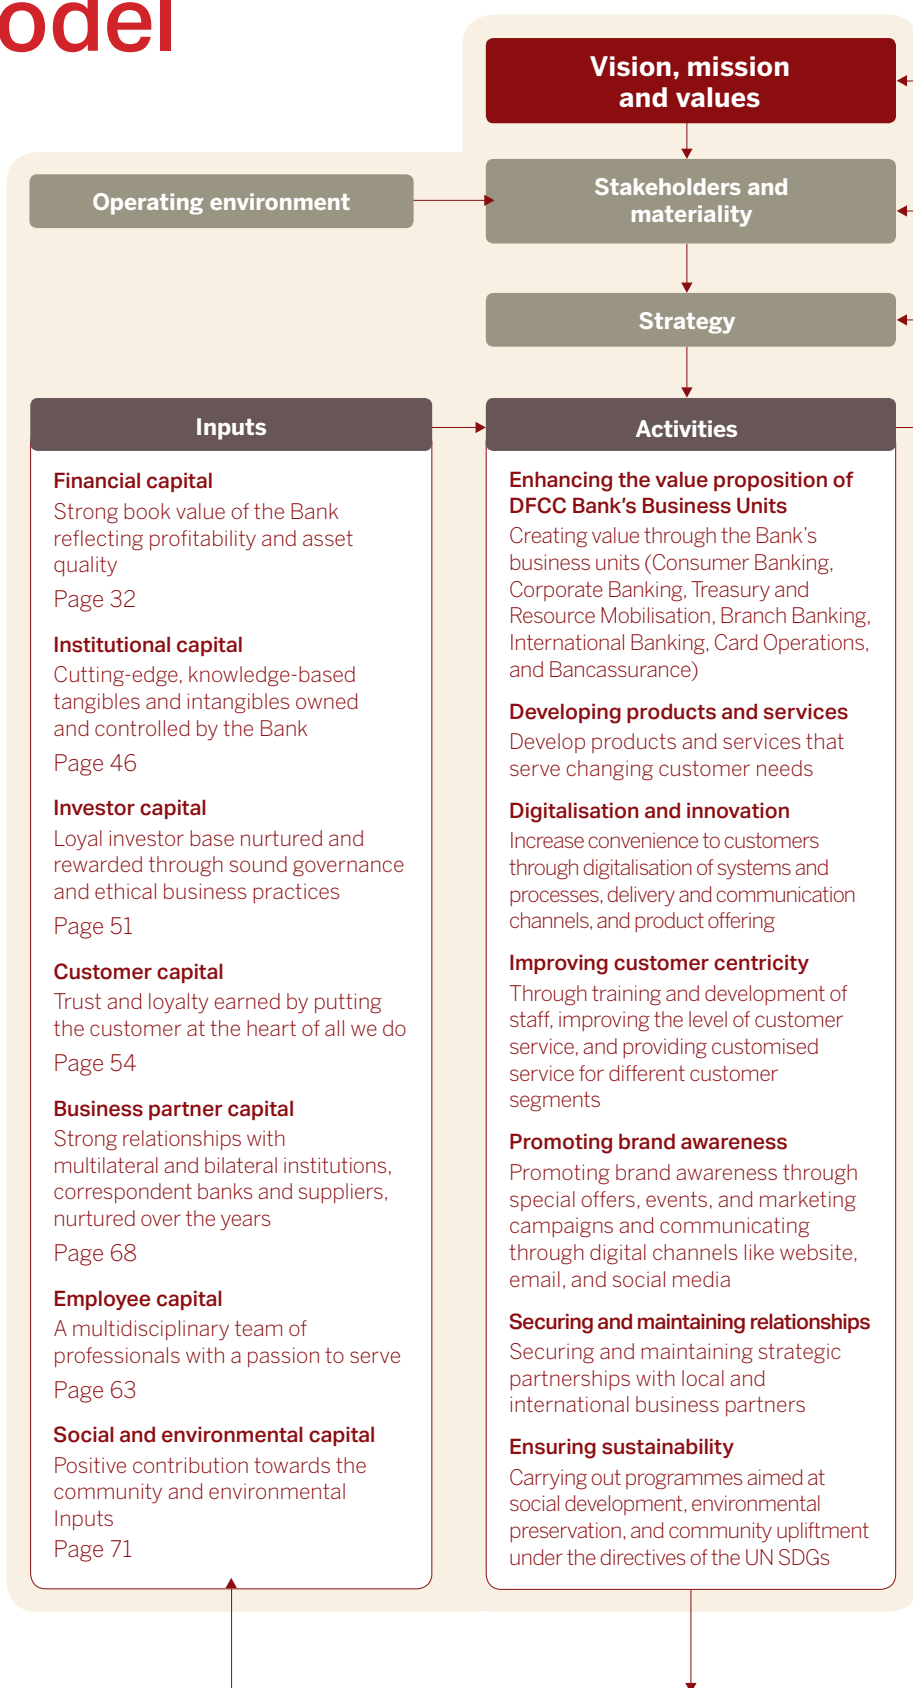 odel
Vision, mission
and values
Operating environment
Stakeholders and
materiality
Strategy
Inputs
Financial capital
Strong book value of the Bank
reflecting profitability and asset
quality
Page 32
Institutional capital
Cutting-edge, knowledge-based
tangibles and intangibles owned
and controlled by the Bank
Page 46
Investor capital
Loyal investor base nurtured and
rewarded through sound governance
and ethical business practices
Page 51
Customer capital
Trust and loyalty earned by putting
the customer at the heart of all we do
Page 54
Business partner capital
Strong relationships with
multilateral and bilateral institutions,
correspondent banks and suppliers,
nurtured over the years
Page 68
Employee capital
A multidisciplinary team of
professionals with a passion to serve
Page 63
Social and environmental capital
Positive contribution towards the
community and environmental
Inputs
Page 71
Activities
Enhancing the value proposition of
DFCC Bank's Business Units
Creating value through the Bank's
business units (Consumer Banking,
Corporate Banking, Treasury and
Resource Mobilisation, Branch Banking,
International Banking, Card Operations,
and Bancassurance)
Developing products and services
Develop products and services that
serve changing customer needs
Digitalisation and innovation
Increase convenience to customers
through digitalisation of systems and
processes, delivery and communication
channels, and product offering
Improving customer centricity
Through training and development of
staff, improving the level of customer
service, and providing customised
service for different customer
segments
Promoting brand awareness
Promoting brand awareness through
special offers, events, and marketing
campaigns and communicating
through digital channels like website,
email, and social media
Securing and maintaining relationships
Securing and maintaining strategic
partnerships with local and
international business partners
Ensuring sustainability
Carrying out programmes aimed at
social development, environmental
preservation, and community upliftment
under the directives of the UN SDGs